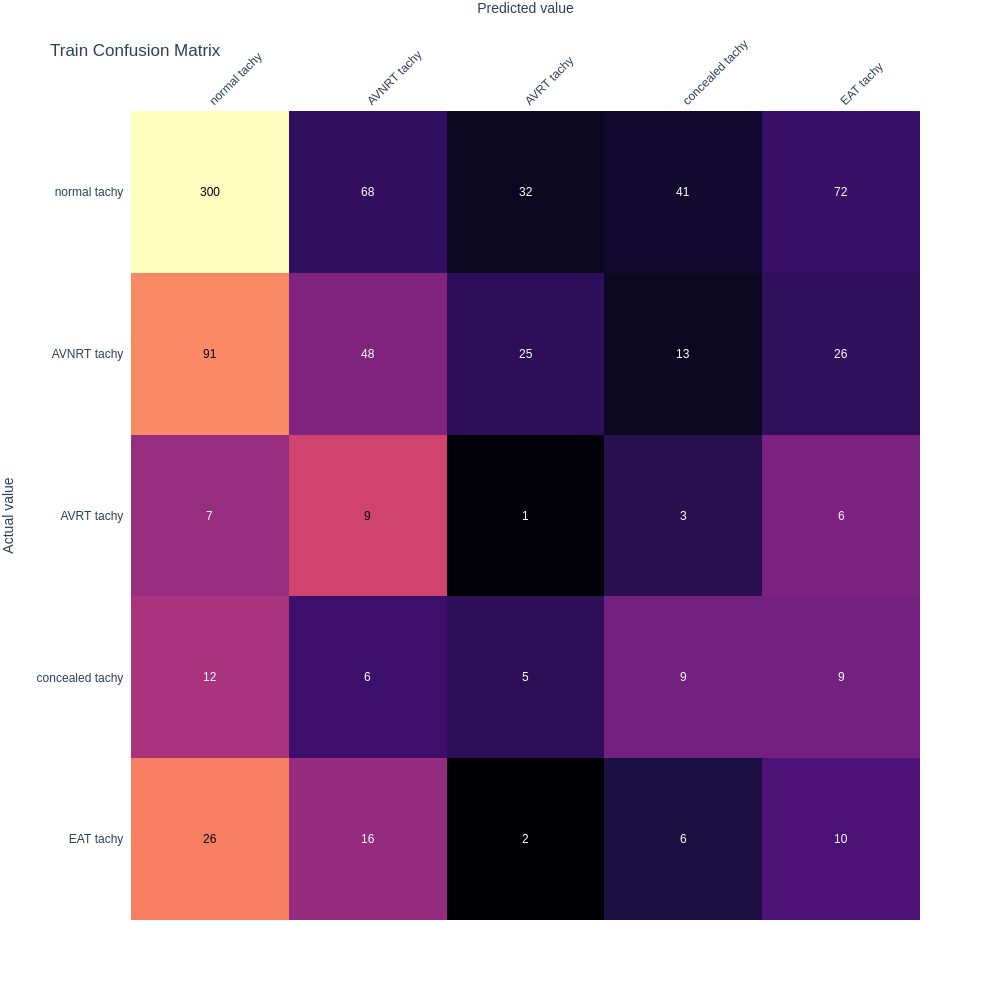 Predicted value
Train Confusion Matrix
normal tachy AVNRT tachy AVRT tachy concealed tachy EAT tachy
normal tachy 300 68 32 41 72
AVNRT tachy 91 48 25 13 26
Actual value
AVRT tachy 7 9 1 3 6
concealed tachy 12 6 5 9 9
EAT tachy 26 16 2 6 10